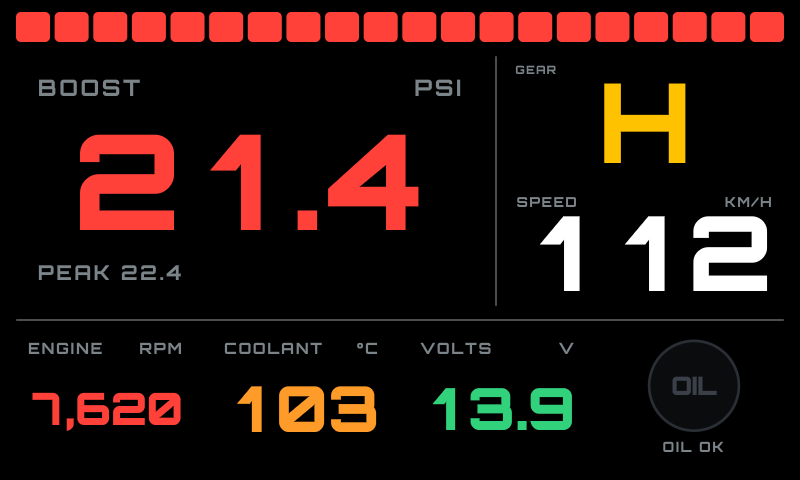 BOOST PSI
21.4
PEAK 22.4
GEAR
H
SPEED KM/H
112
ENGINE RPM
7,620
COOLANT °C
103
VOLTS V
13.9
OIL
OIL OK